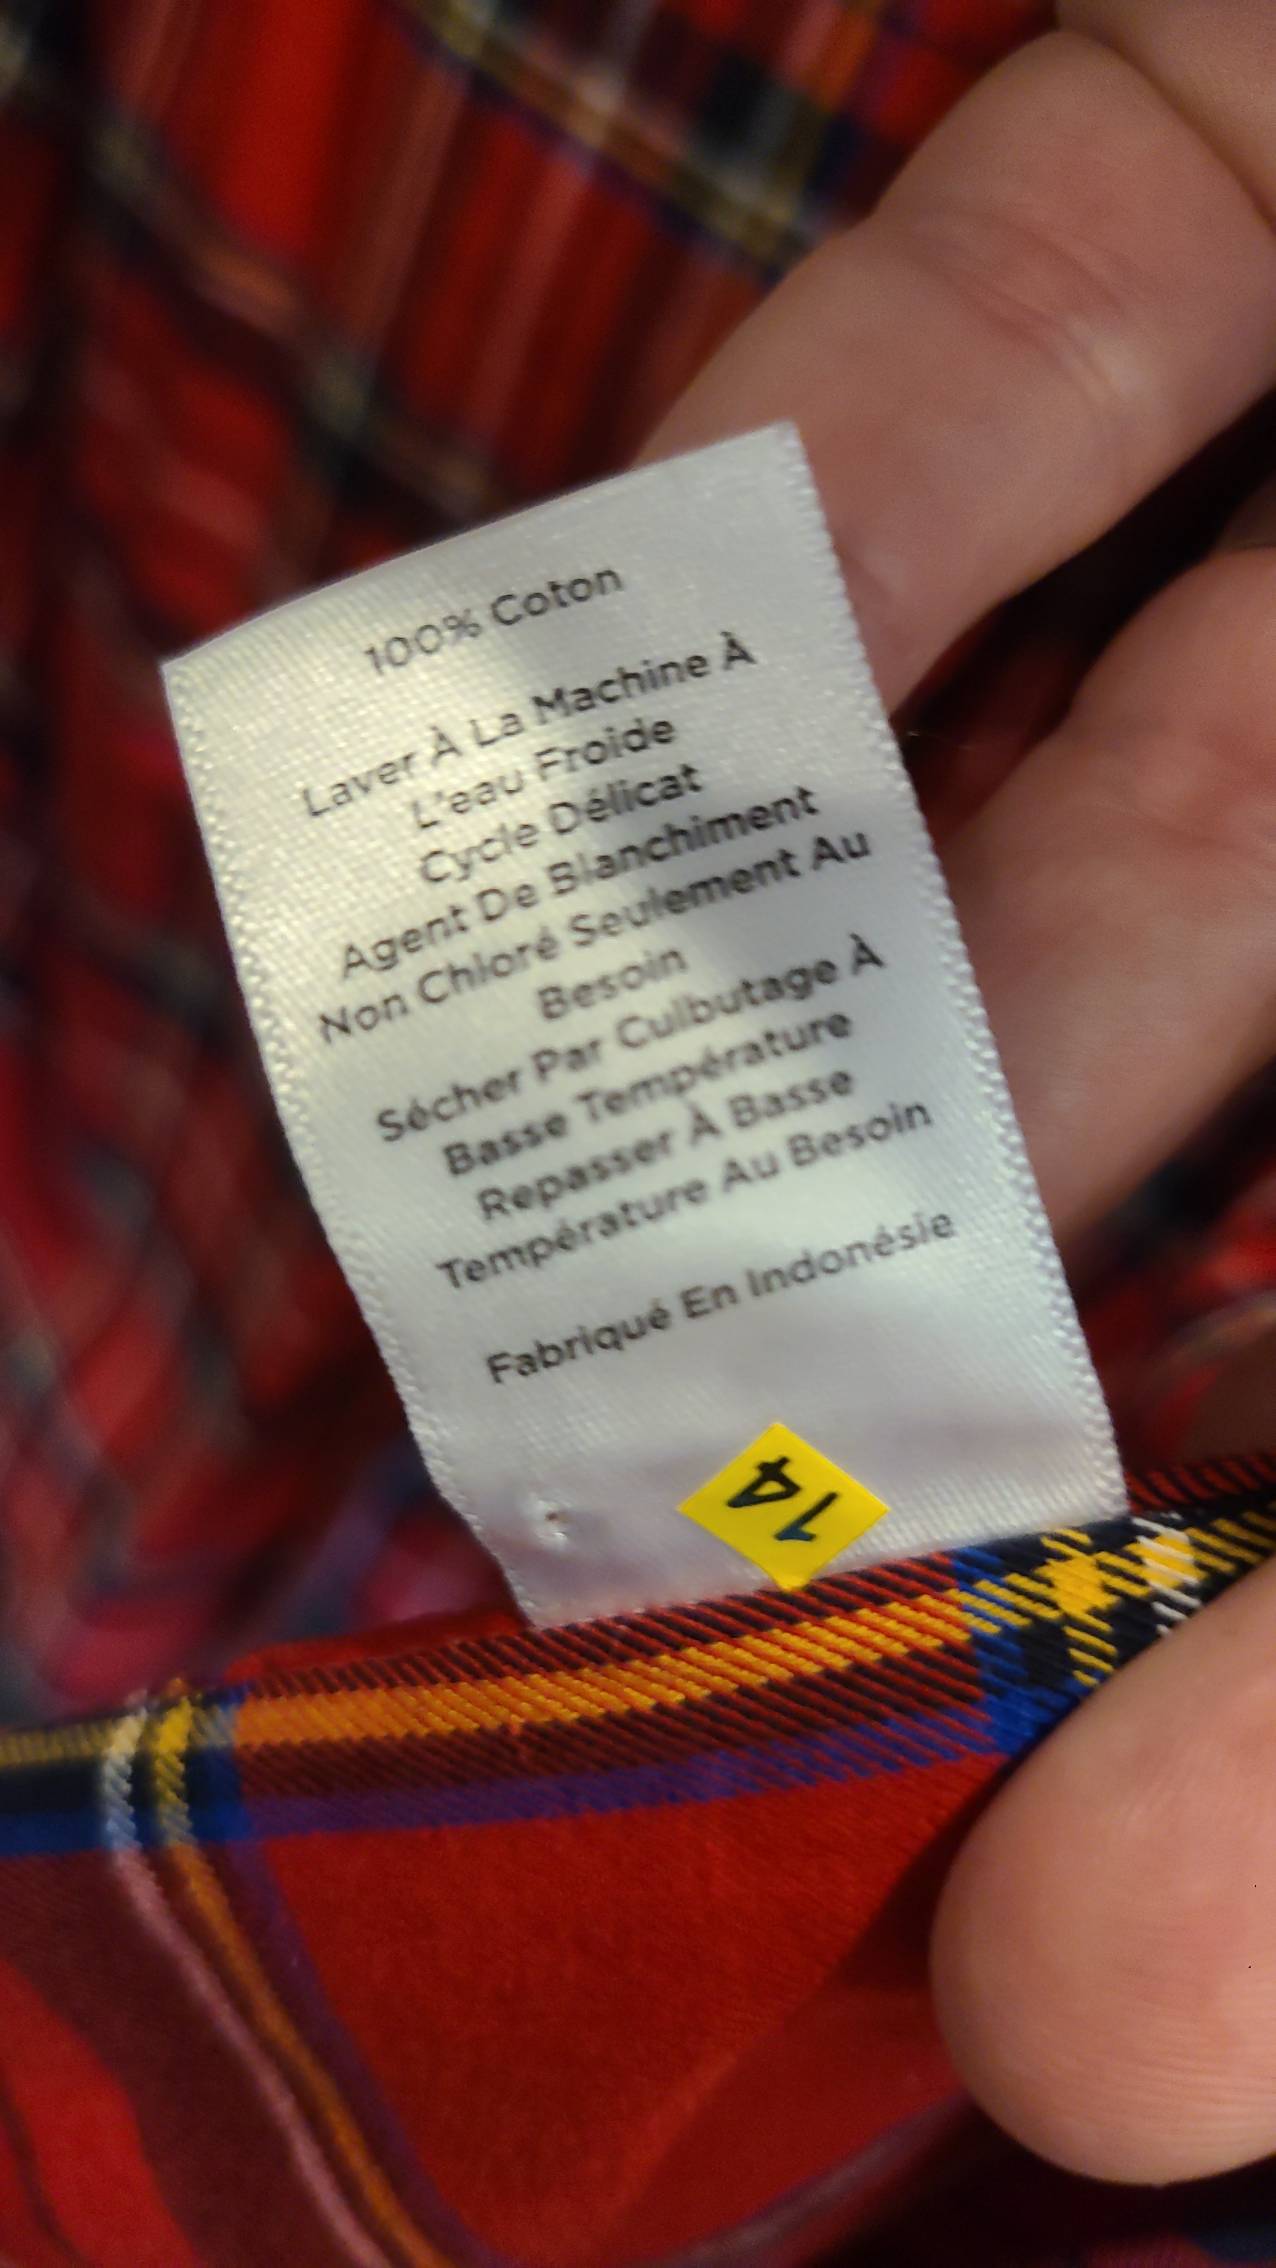 100% Coton
Laver À La Machine À
L'eau Froide
Cycle Délicat
Agent De Blanchiment
Non Chloré Seulement Au
Besoin
Sécher Par Culbutage À
Basse Température
Repasser À Basse
Température Au Besoin
Fabriqué En Indonésie
14